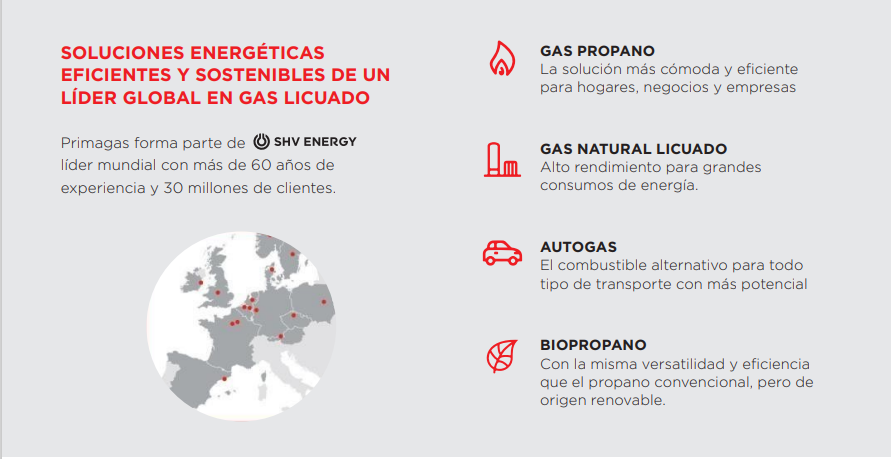 SOLUCIONES ENERGÉTICAS
EFICIENTES Y SOSTENIBLES DE UN
LÍDER GLOBAL EN GAS LICUADO
Primagas forma parte de SHV ENERGY
líder mundial con más de 60 años de
experiencia y 30 millones de clientes.
GAS PROPANO
La solución más cómoda y eficiente
para hogares, negocios y empresas
GAS NATURAL LICUADO
Alto rendimiento para grandes
consumos de energía.
AUTOGAS
El combustible alternativo para todo
tipo de transporte con más potencial
BIOPROPANO
Con la misma versatilidad y eficiencia
que el propano convencional, pero de
origen renovable.